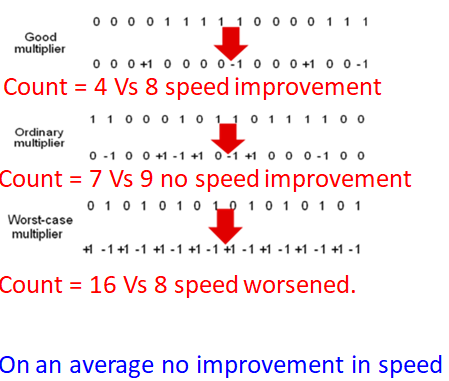 0 0 0 0 1 1 1 1 1 0 0 0 0 1 1 1
Good
multiplier
0 0 0 +1 0 0 0 0 -1 0 0 0 +1 0 0 -1
Count = 4 Vs 8 speed improvement
1 1 0 0 0 1 0 1 1 0 1 1 1 1 0 0
Ordinary
multiplier
0 -1 0 0 +1 -1 +1 0 -1 +1 0 0 0 -1 0 0
Count = 7 Vs 9 no speed improvement
0 1 0 1 0 1 0 1 0 1 0 1 0 1 0 1
Worst-case
multiplier
+1 -1 +1 -1 +1 -1 +1 -1 +1 -1 +1 -1 +1 -1 +1 -1
Count = 16 Vs 8 speed worsened.
On an average no improvement in speed